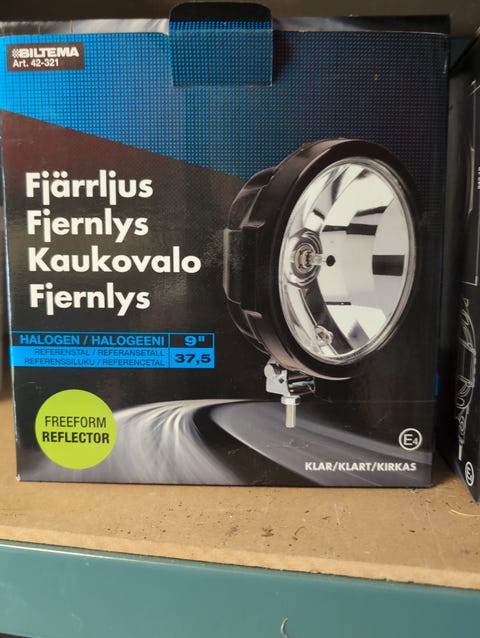 BILTEMA
Art. 42-321
Fjärrljus
Fjernlys
Kaukovalo
Fjernlys
HALOGEN / HALOGEENI 9"
REFERENSTAL / REFERANSETALL
REFERENSSILUKU / REFERENCETAL 37,5
FREEFORM
REFLECTOR
E4
KLAR/KLART/KIRKAS